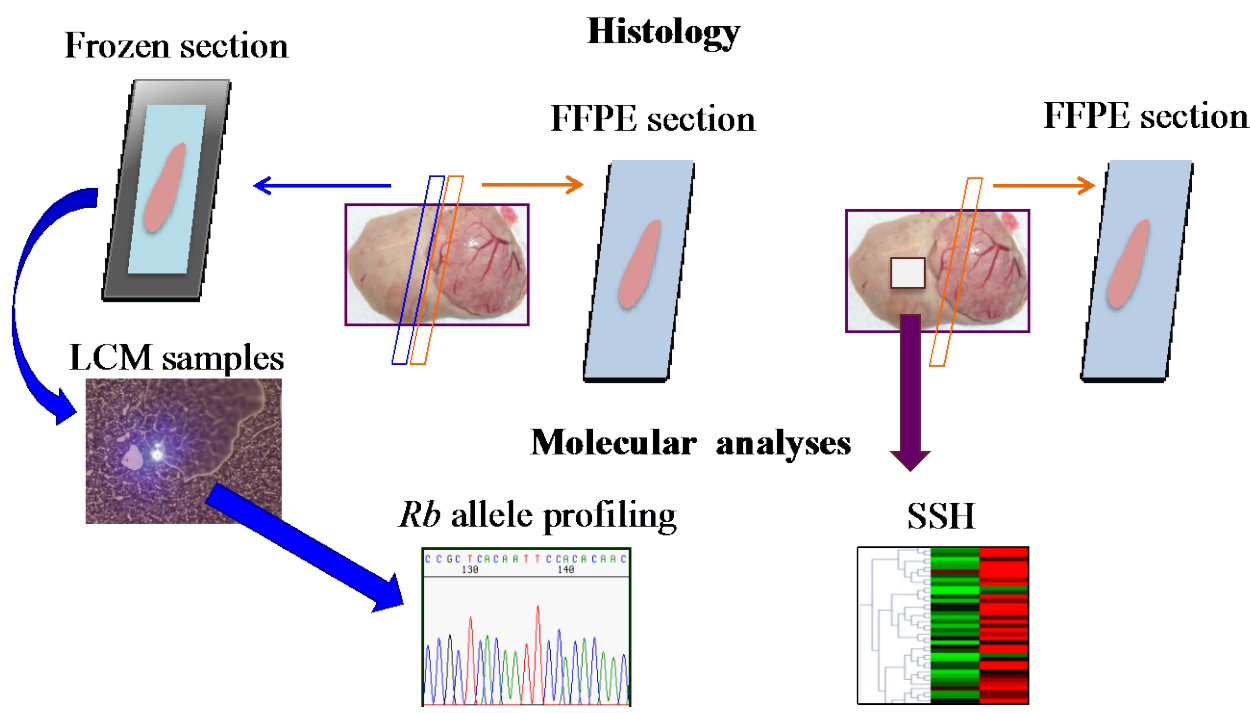 Histology
Frozen section
FFPE section
FFPE section
LCM samples
Molecular analyses
Rb allele profiling
SSH
C C G C T C A C A A T T C C A C A C A A C
130 140